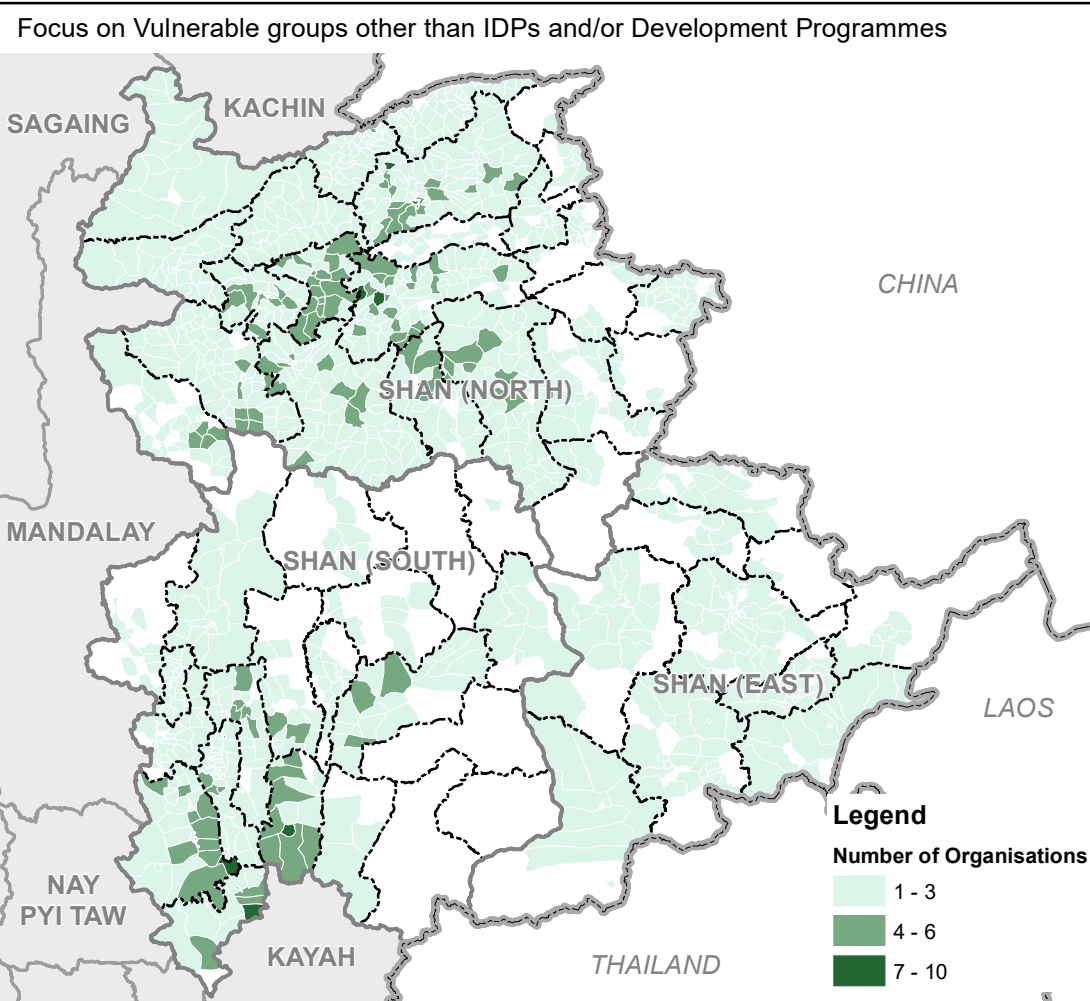 Focus on Vulnerable groups other than IDPs and/or Development Programmes
KACHIN
SAGAING
CHINA
SHAN (NORTH)
MANDALAY
SHAN (SOUTH)
SHAN (EAST)
LAOS
Legend
Number of Organisations
1 - 3
4 - 6
7 - 10
NAY
PYI TAW
KAYAH
THAILAND